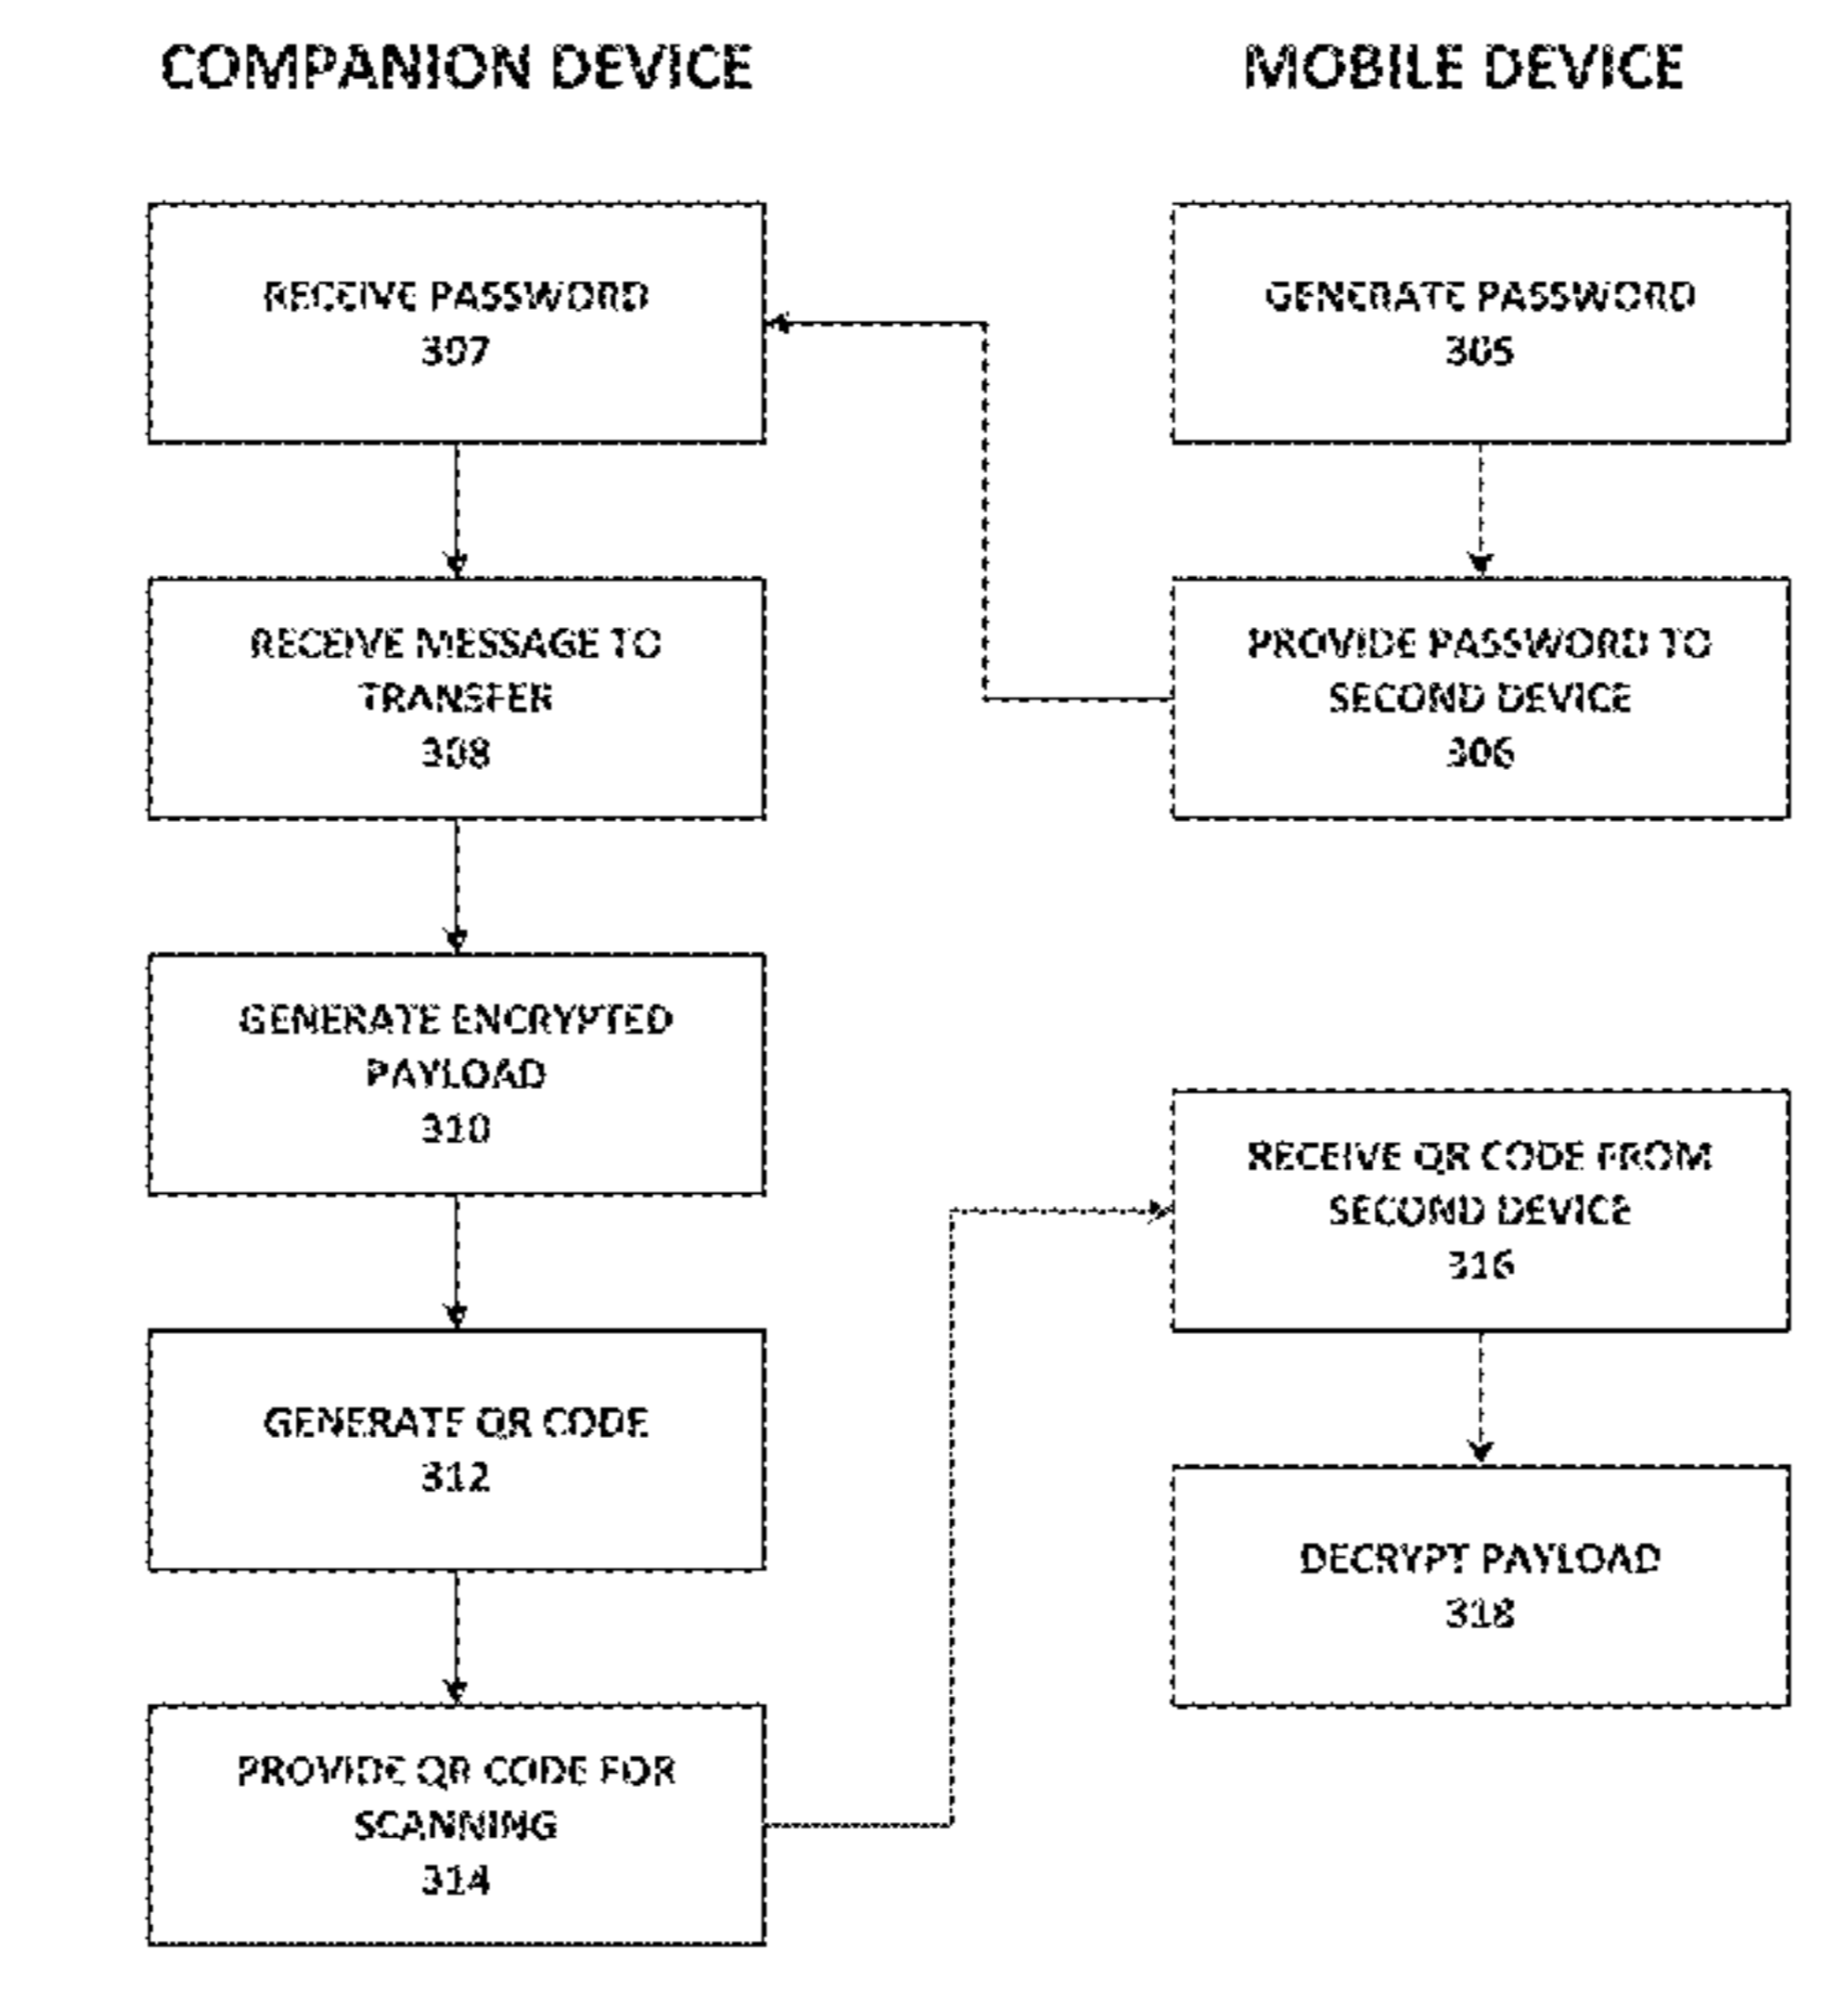 COMPANION DEVICE
MOBILE DEVICE
RECEIVE PASSWORD
307
GENERATE PASSWORD
305
RECEIVE MESSAGE TO
TRANSFER
308
PROVIDE PASSWORD TO
SECOND DEVICE
306
GENERATE ENCRYPTED
PAYLOAD
310
RECEIVE QR CODE FROM
SECOND DEVICE
316
GENERATE QR CODE
312
DECRYPT PAYLOAD
318
PROVIDE QR CODE FOR
SCANNING
314